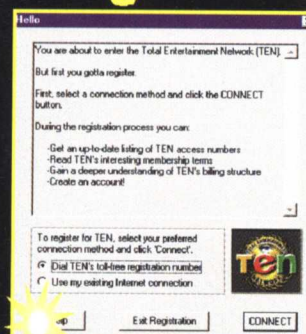 Hello
You are about to enter the Total Entertainment Network (TEN).
But first you gotta register.
First, select a connection method and click the CONNECT
button.
During the registration process you can:
-Get an up-to-date listing of TEN access numbers
-Read TEN's interesting membership terms
-Gain a deeper understanding of TEN's billing structure
-Create an account!
To register for TEN, select your preferred
connection method and click 'Connect'.
Dial TEN's toll-free registration number
Use my existing Internet connection
TEN
Exit Registration
CONNECT